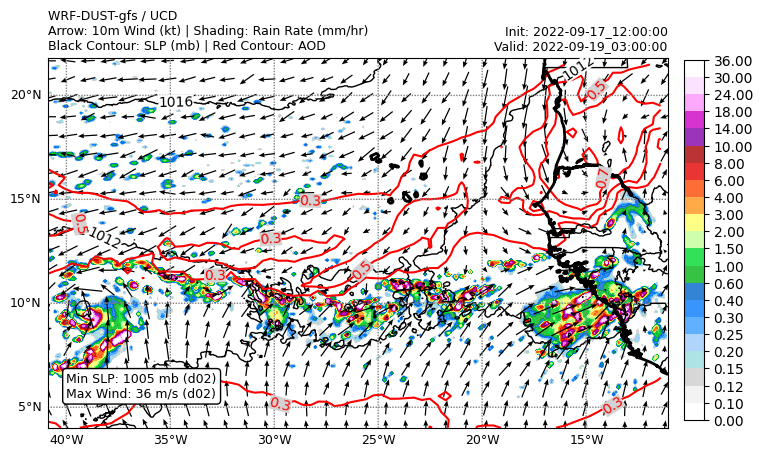 WRF-DUST-gfs / UCD
Arrow: 10m Wind (kt) | Shading: Rain Rate (mm/hr)
Black Contour: SLP (mb) | Red Contour: AOD
Init: 2022-09-17_12:00:00
Valid: 2022-09-19_03:00:00
1012
0.5
1016
0.7
0.3
0.3
0.3
1012
0.3
0.5
0.3
0.3
20°N
15°N
10°N
5°N
Min SLP: 1005 mb (d02)
Max Wind: 36 m/s (d02)
40°W
35°W
30°W
25°W
20°W
15°W
36.00
30.00
24.00
18.00
14.00
10.00
8.00
6.00
4.00
3.00
2.00
1.50
1.00
0.60
0.40
0.30
0.25
0.20
0.15
0.12
0.10
0.00